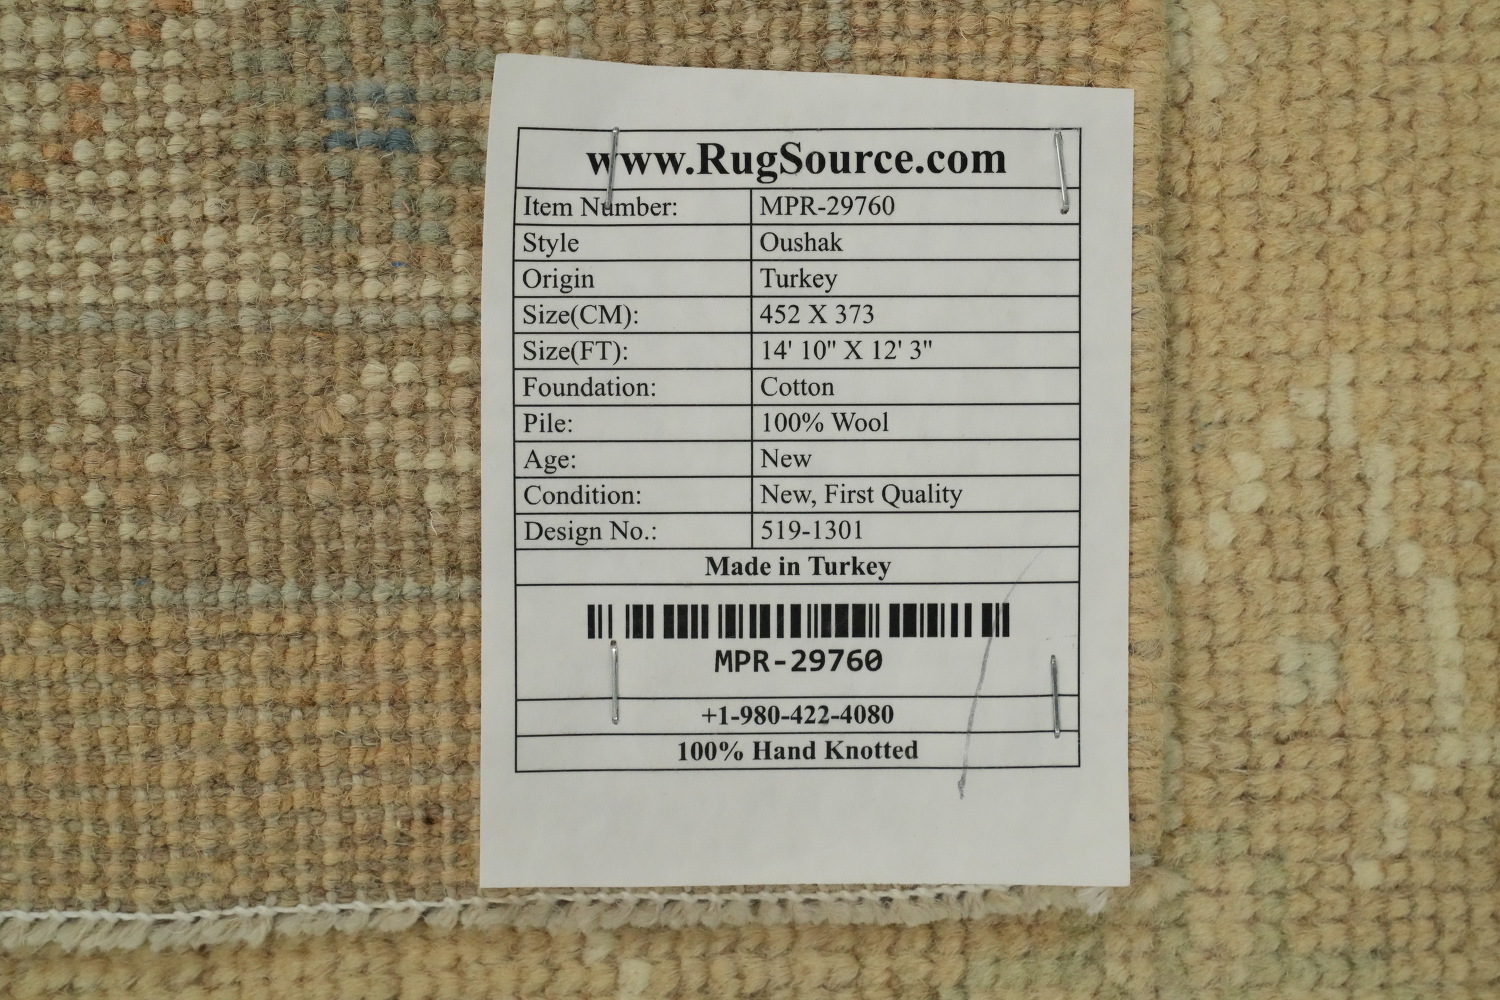 www.RugSource.com
Item Number: MPR-29760
Style Oushak
Origin Turkey
Size(CM): 452 X 373
Size(FT): 14' 10" X 12' 3"
Foundation: Cotton
Pile: 100% Wool
Age: New
Condition: New, First Quality
Design No.: 519-1301
Made in Turkey
MPR-29760
+1-980-422-4080
100% Hand Knotted